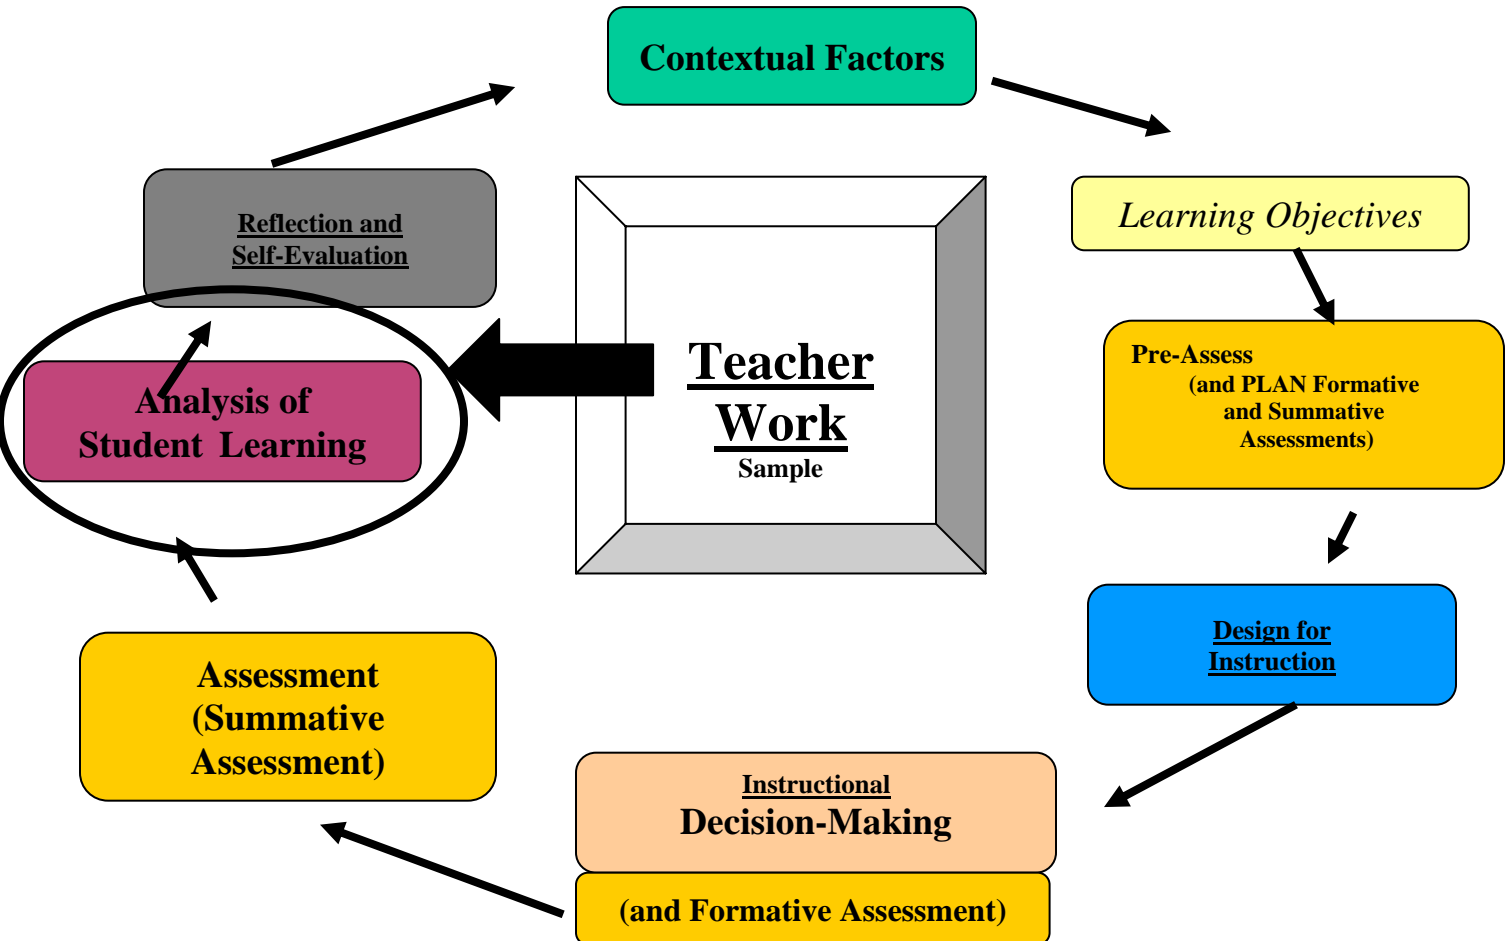 Contextual Factors
Learning Objectives
Pre-Assess
(and PLAN Formative
and Summative
Assessments)
Design for
Instruction
Instructional
Decision-Making
(and Formative Assessment)
Assessment
(Summative
Assessment)
Analysis of
Student Learning
Reflection and
Self-Evaluation
Teacher
Work
Sample